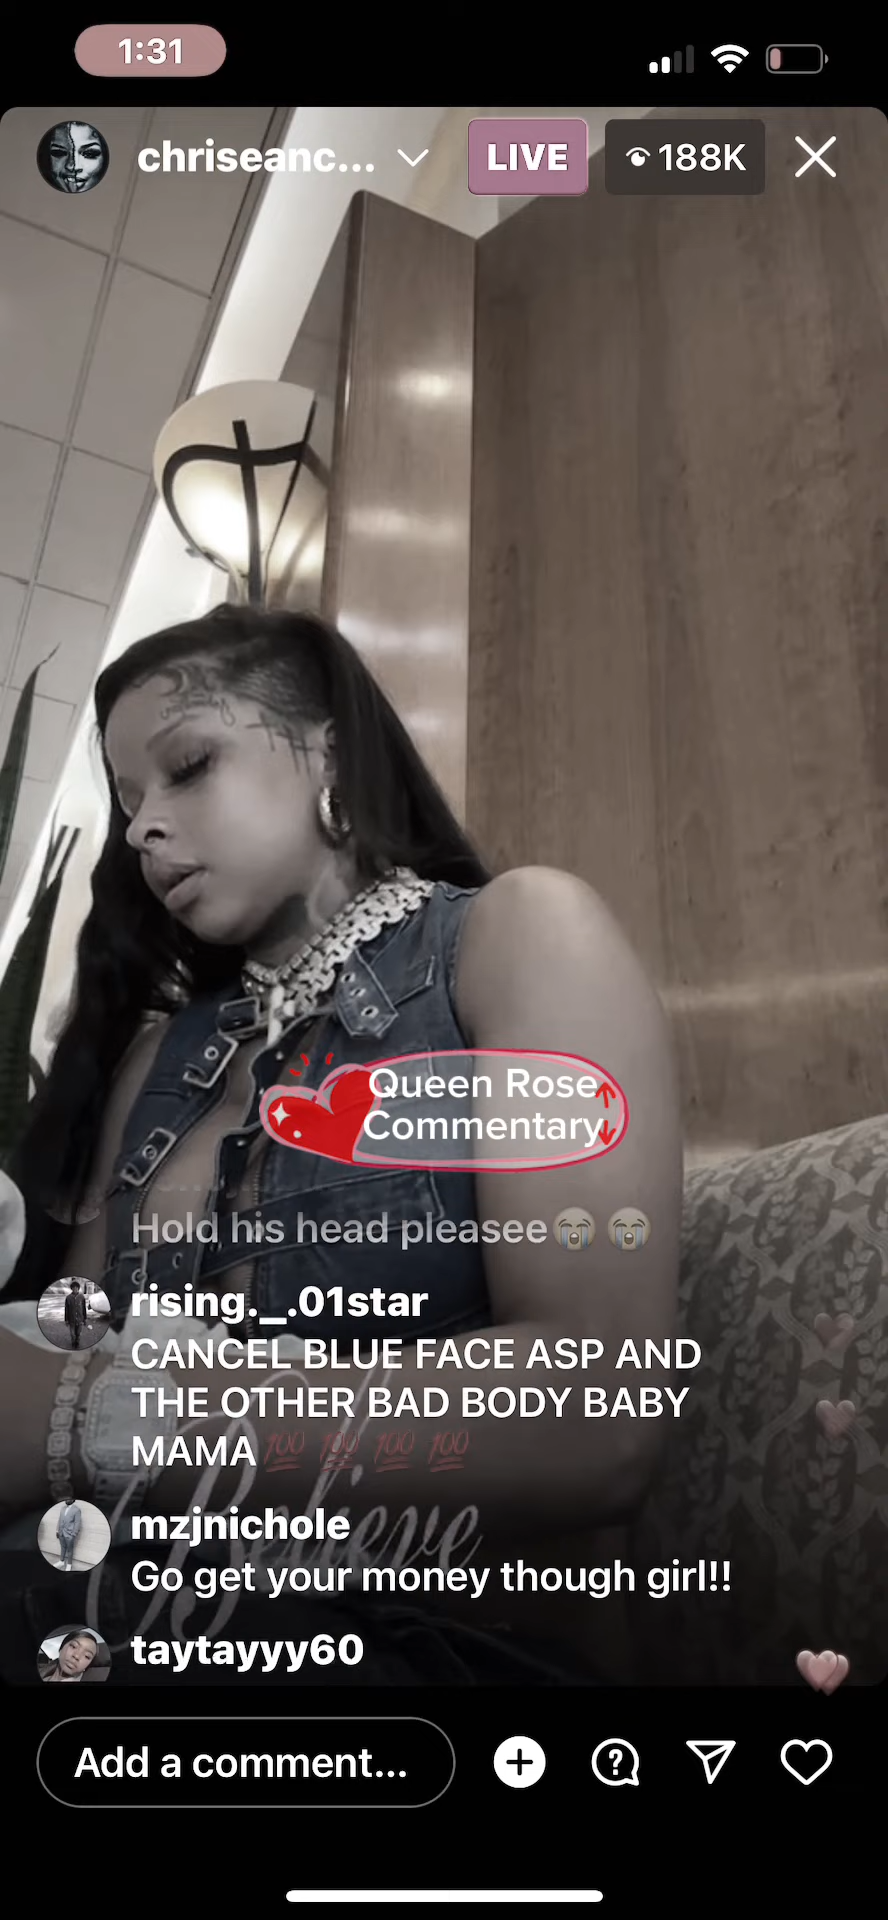 1:31
chriseanc...
LIVE
188K
Queen Rose
Commentary
Hold his head pleasee😭 😭
rising._.01star
CANCEL BLUE FACE ASP AND
THE OTHER BAD BODY BABY
MAMA💯 💯 💯 💯
mzjnichole
Believe
Go get your money though girl!!
taytayyy60
Add a comment...